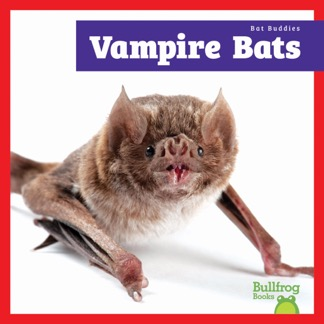 Bat Buddies
Vampire Bats
Bullfrog
Books